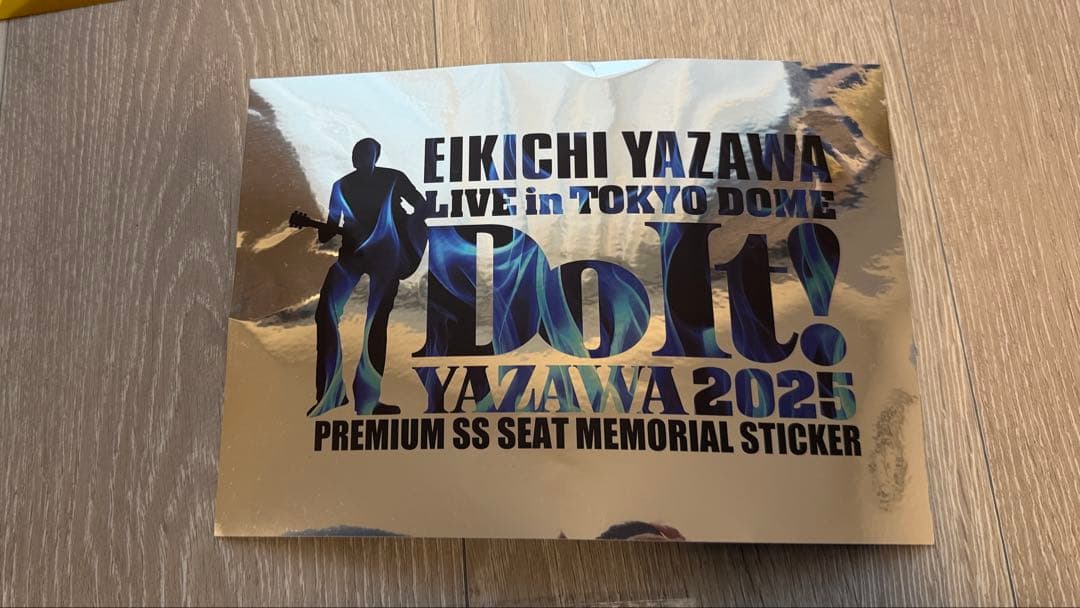 EIKICHI YAZAWA
LIVE in TOKYO DOME
Do It!
YAZAWA 2025
PREMIUM SS SEAT MEMORIAL STICKER